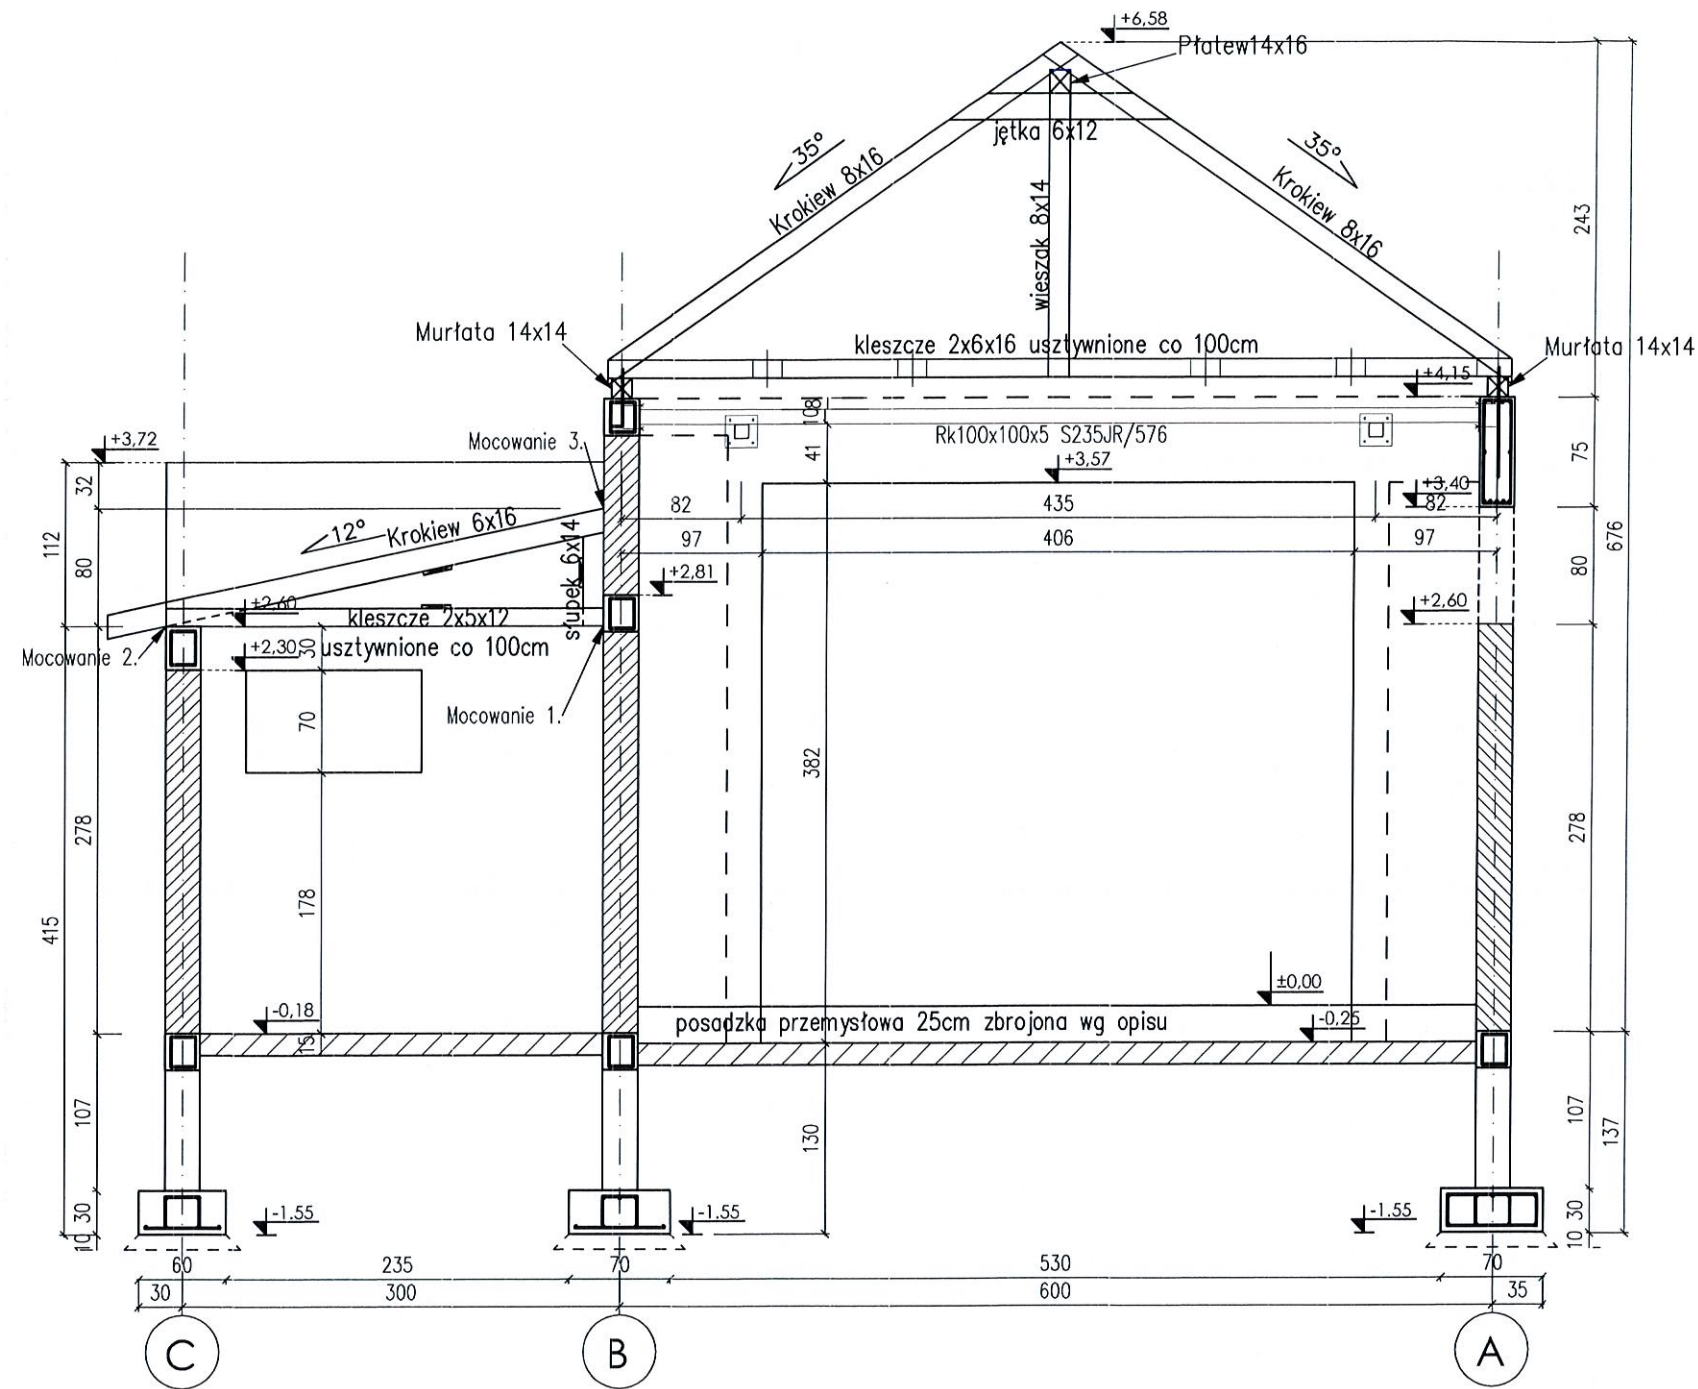 +6,58
Płatew14x16
jętka 6x12
35°
35°
Krokiew 8x16
Krokiew 8x16
wieszak 8x14
243
Murłata 14x14
kleszcze 2x6x16 usztywnione co 100cm
Murłata 14x14
+4,15
108
Rk100x100x5 S235JR/576
41
75
+3,72
Mocowanie 3.
+3,57
+3,40
32
82
435
82
12°
Krokiew 6x16
112
80
97
406
97
80
676
słupek 6x14
+2,81
+2,60
+2,60
kleszcze 2x5x12
usztywnione co 100cm
Mocowanie 2.
+2,30
30
70
Mocowanie 1.
382
278
278
178
415
-0,18
±0,00
posadzka przemysłowa 25cm zbrojona wg opisu
-0,25
15
107
130
107
137
30
10
-1.55
-1.55
-1.55
30
10
60
235
70
530
70
30
300
600
35
C
B
A